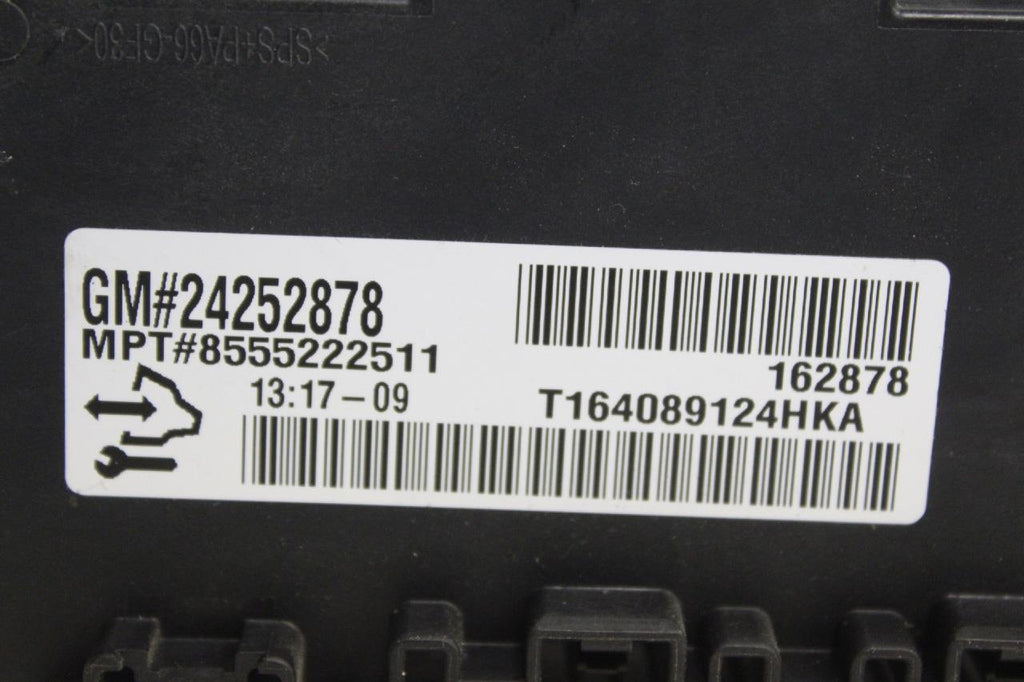 >SPS+PA66-GF30<
GM#24252878
MPT#8555222511
13:17-09
162878
T164089124HKA